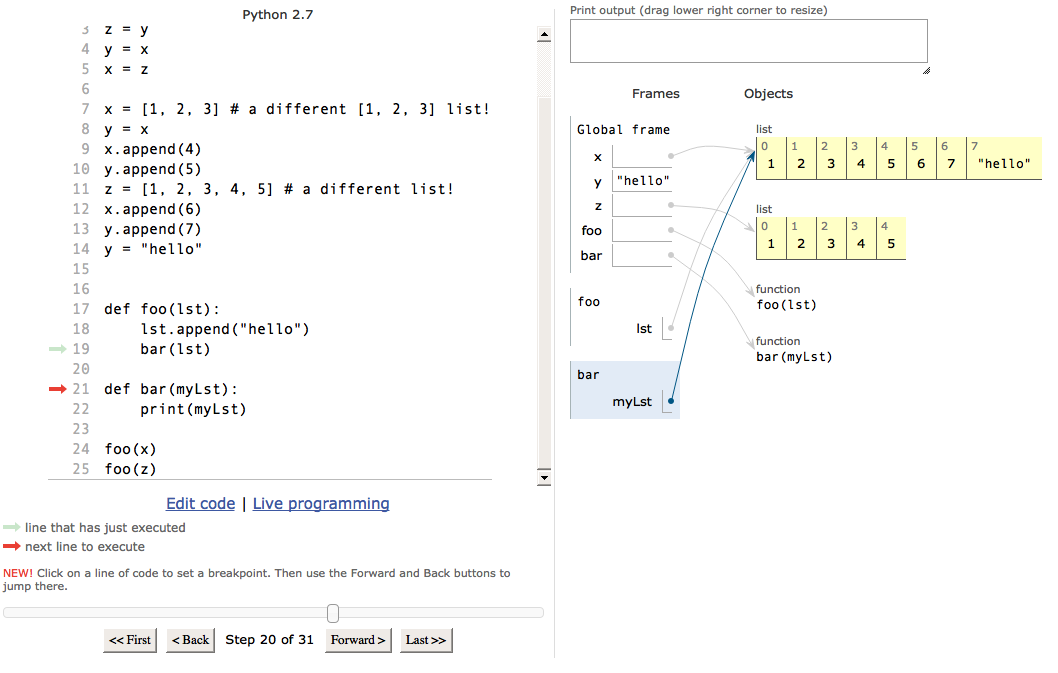 Python 2.7
3 z = y
4 y = x
5 x = z
6
7 x = [1, 2, 3] # a different [1, 2, 3] list!
8 y = x
9 x.append(4)
10 y.append(5)
11 z = [1, 2, 3, 4, 5] # a different list!
12 x.append(6)
13 y.append(7)
14 y = "hello"
15
16
17 def foo(lst):
18     lst.append("hello")
19     bar(lst)
20
21 def bar(myLst):
22     print(myLst)
23
24 foo(x)
25 foo(z)
Edit code | Live programming
line that has just executed
next line to execute
NEW! Click on a line of code to set a breakpoint. Then use the Forward and Back buttons to
jump there.
<< First < Back Step 20 of 31 Forward > Last >>
Print output (drag lower right corner to resize)
Frames Objects
Global frame
x
y "hello"
z
foo
bar
foo
lst
bar
myLst
list
0 1 2 3 4 5 6 7
1 2 3 4 5 6 7 "hello"
list
0 1 2 3 4
1 2 3 4 5
function
foo(lst)
function
bar(myLst)